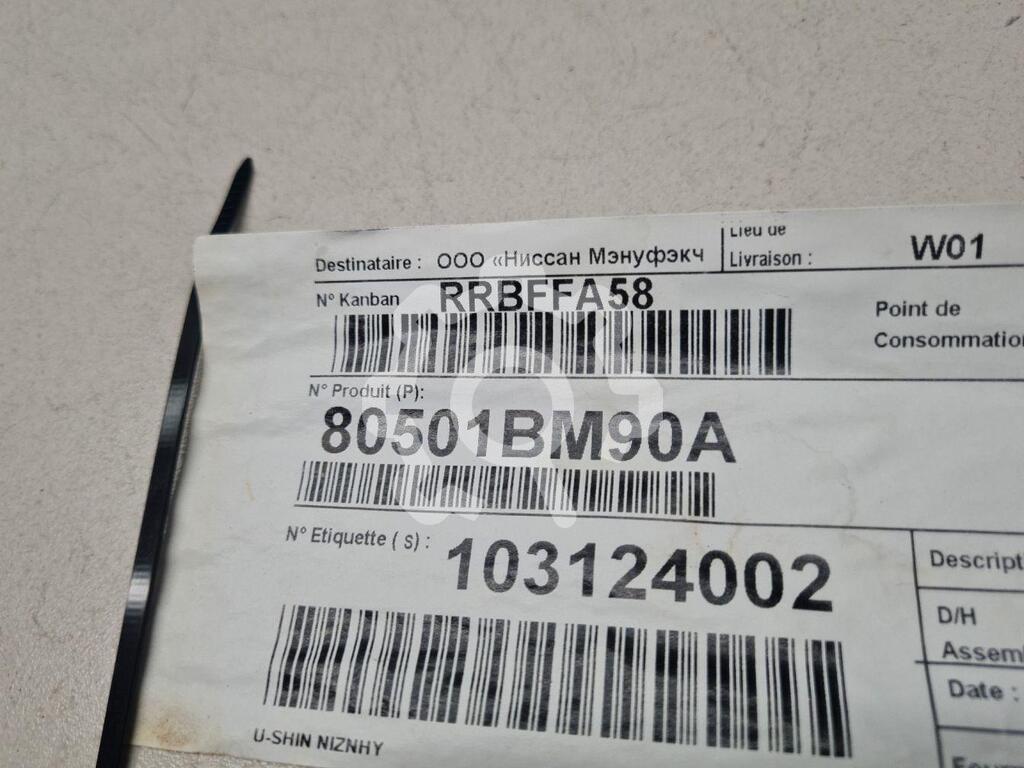 Destinataire : ООО «Ниссан Мэнуфэкч
Lieu de
Livraison : W01
N° Kanban RRBFFA58
Point de
Consommatio
N° Produit (P):
80501BM90A
N° Etiquette ( s) : 103124002
Descript
D/H
Assem
Date :
U-SHIN NIZNHY